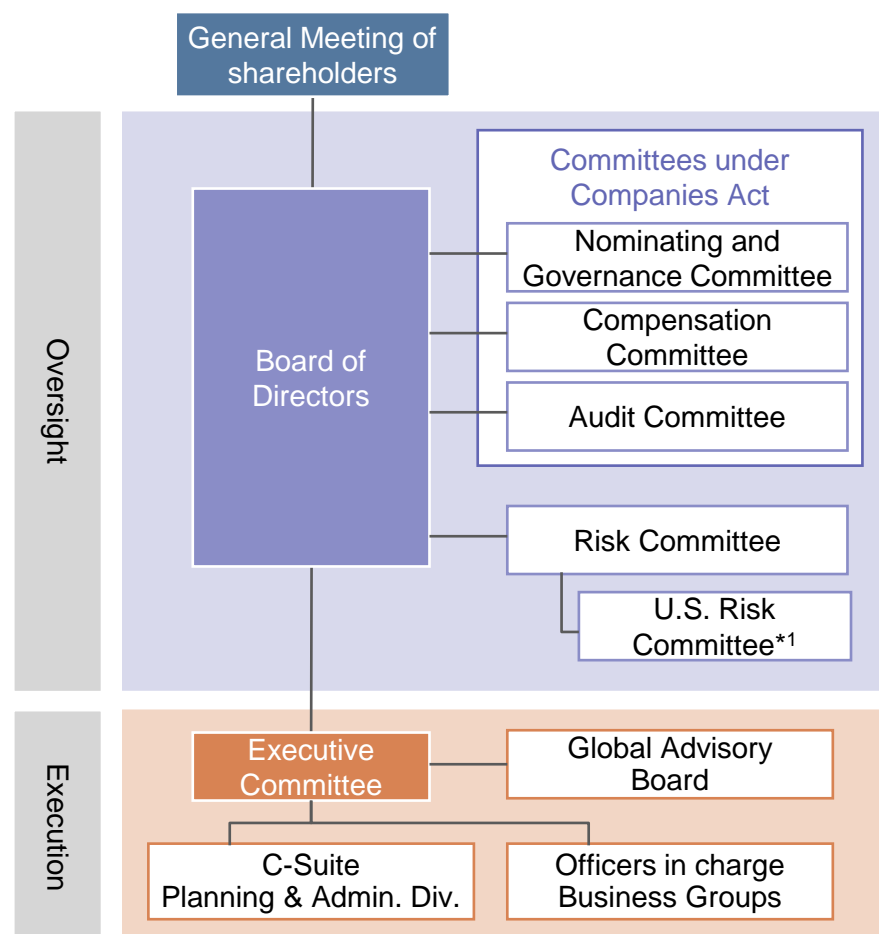 General Meeting of
shareholders
Oversight
Board of
Directors
Committees under
Companies Act
Nominating and
Governance Committee
Compensation
Committee
Audit Committee
Risk Committee
U.S. Risk
Committee*1
Execution
Executive
Committee
Global Advisory
Board
C-Suite
Planning & Admin. Div.
Officers in charge
Business Groups